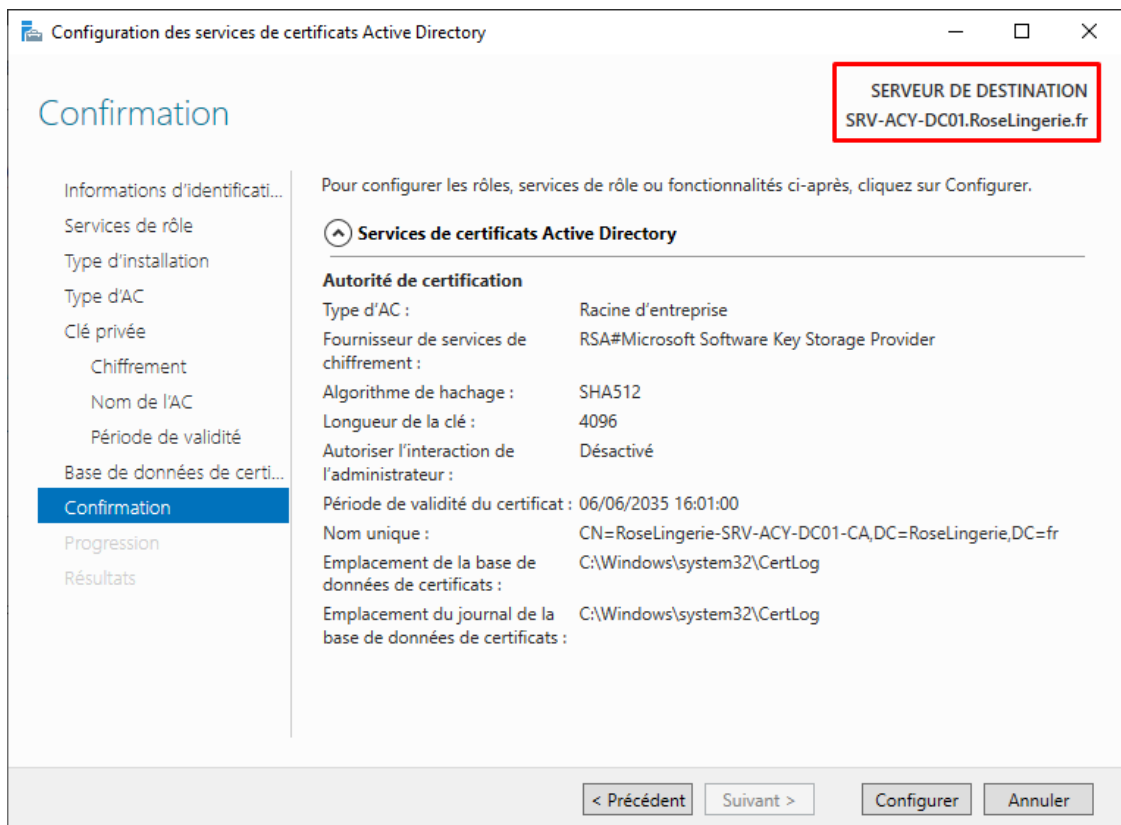 Configuration des services de certificats Active Directory
Confirmation
SERVEUR DE DESTINATION
SRV-ACY-DC01.RoseLingerie.fr
Informations d'identificati...
Services de rôle
Type d'installation
Type d'AC
Clé privée
Chiffrement
Nom de l'AC
Période de validité
Base de données de certi...
Confirmation
Progression
Résultats
Pour configurer les rôles, services de rôle ou fonctionnalités ci-après, cliquez sur Configurer.
Services de certificats Active Directory
Autorité de certification
Type d'AC : Racine d'entreprise
Fournisseur de services de RSA#Microsoft Software Key Storage Provider
chiffrement :
Algorithme de hachage : SHA512
Longueur de la clé : 4096
Autoriser l'interaction de Désactivé
l'administrateur :
Période de validité du certificat : 06/06/2035 16:01:00
Nom unique : CN=RoseLingerie-SRV-ACY-DC01-CA,DC=RoseLingerie,DC=fr
Emplacement de la base de C:\Windows\system32\CertLog
données de certificats :
Emplacement du journal de la C:\Windows\system32\CertLog
base de données de certificats :
< Précédent Suivant > Configurer Annuler